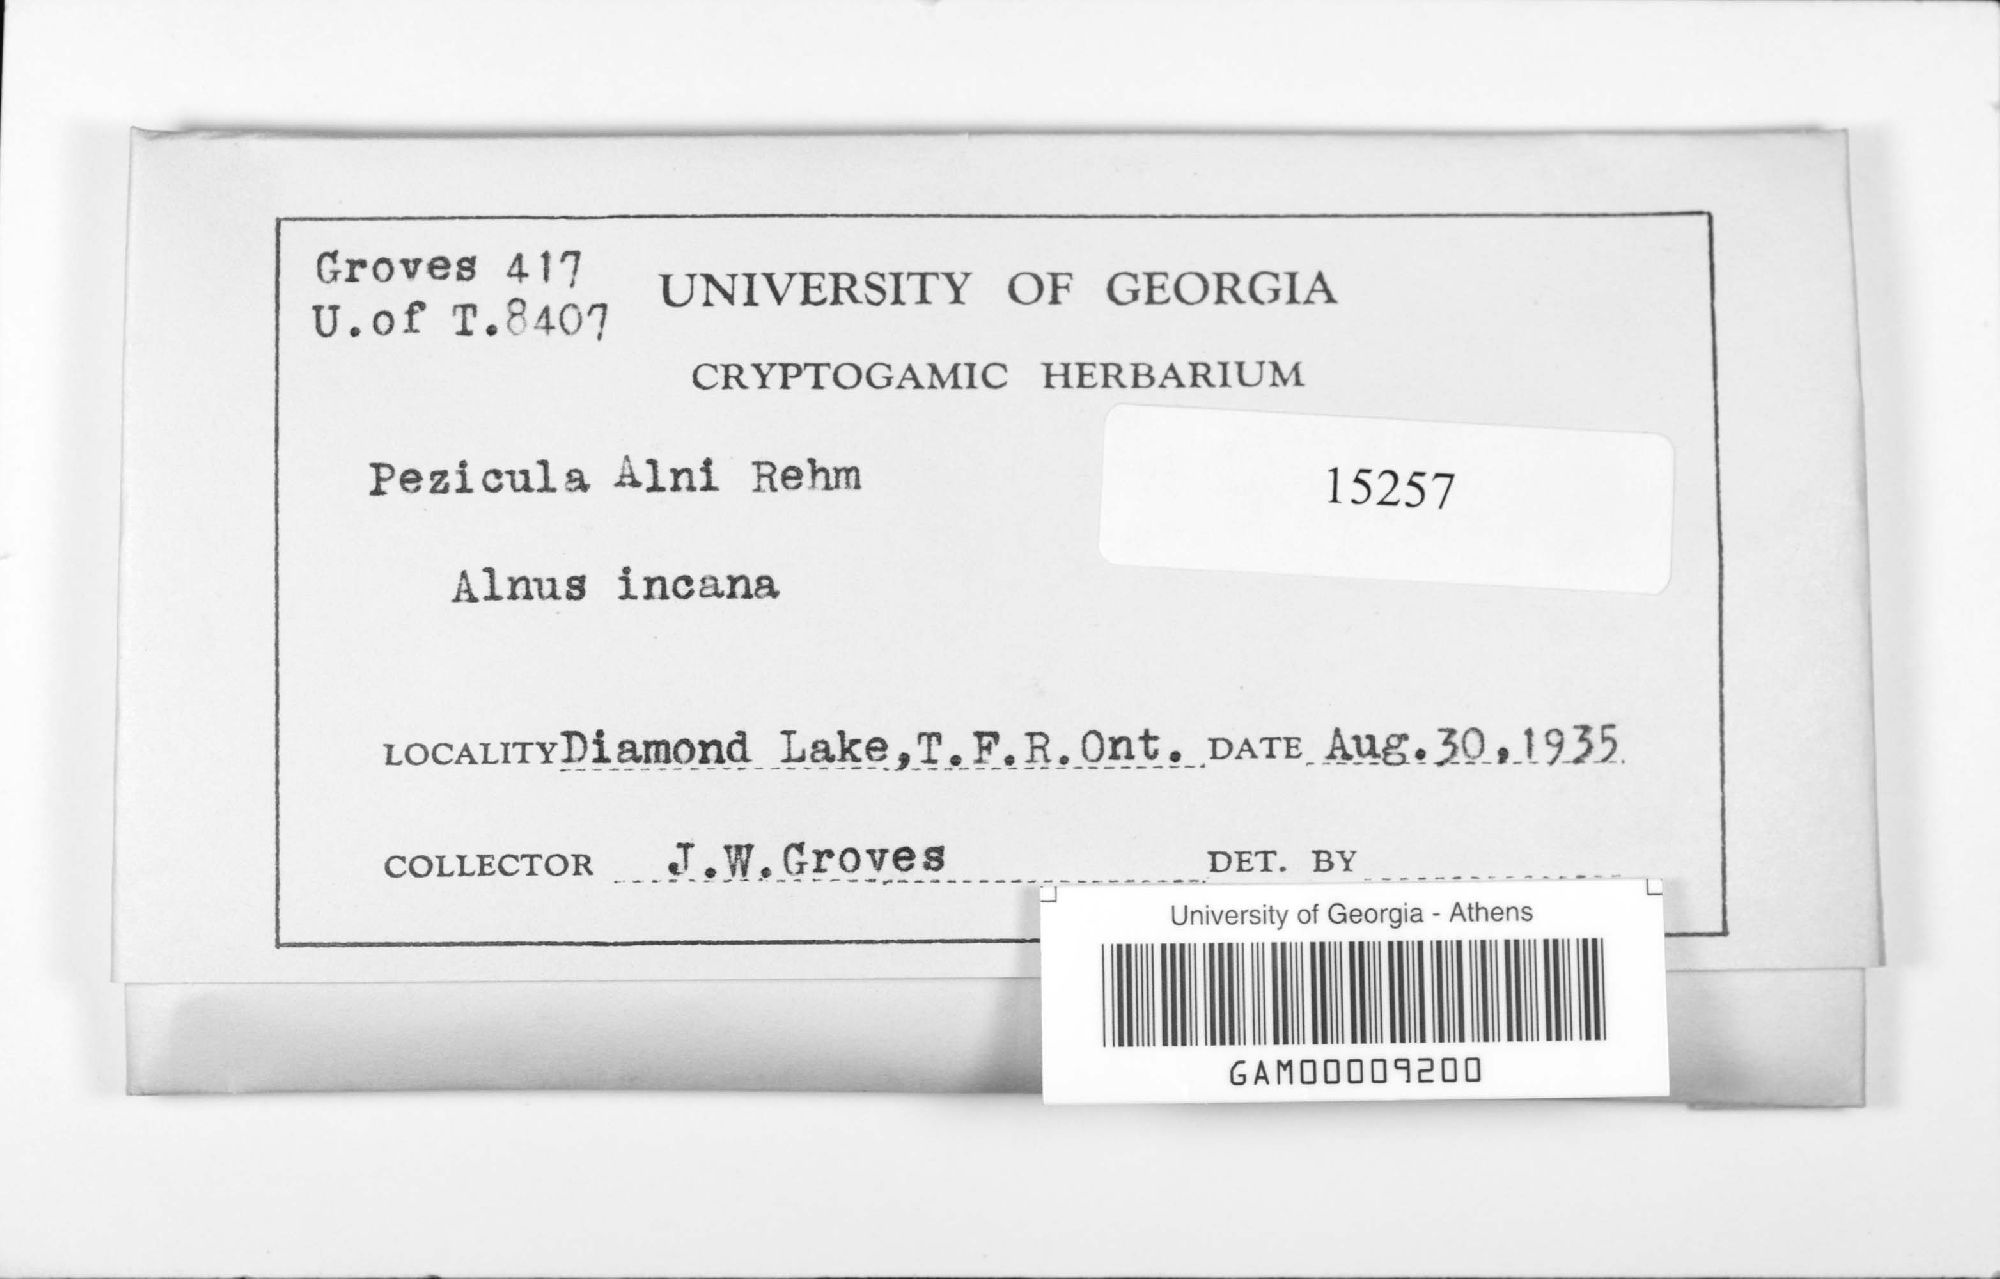 Groves 417
U.of T.8407
UNIVERSITY OF GEORGIA
CRYPTOGAMIC HERBARIUM
Pezicula Alni Rehm
15257
Alnus incana
LOCALITY Diamond Lake,T.F.R.Ont. DATE Aug.30,1935
COLLECTOR J.W.Groves DET. BY
University of Georgia - Athens
GAM00009200